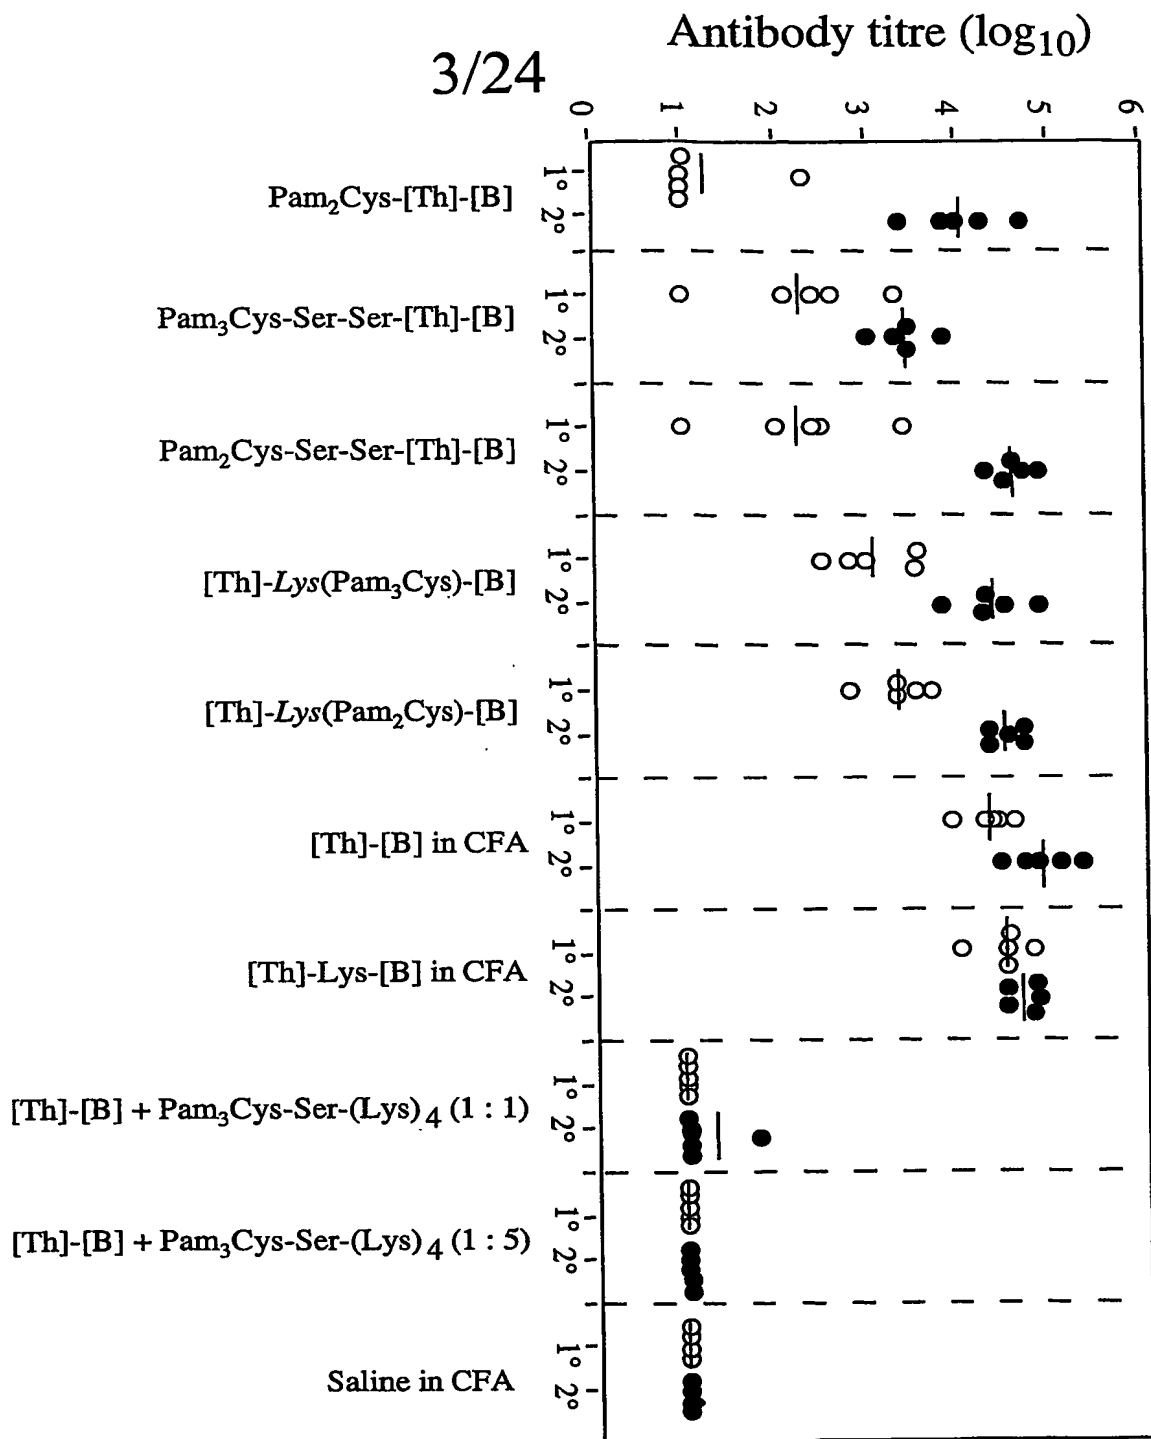 Antibody titre (log10)
3/24
0 1 2 3 4 5 6
Pam2Cys-[Th]-[B]
1° 2°
Pam3Cys-Ser-Ser-[Th]-[B]
1° 2°
Pam2Cys-Ser-Ser-[Th]-[B]
1° 2°
[Th]-Lys(Pam3Cys)-[B]
1° 2°
[Th]-Lys(Pam2Cys)-[B]
1° 2°
[Th]-[B] in CFA
1° 2°
[Th]-Lys-[B] in CFA
1° 2°
[Th]-[B] + Pam3Cys-Ser-(Lys)4 (1 : 1)
1° 2°
[Th]-[B] + Pam3Cys-Ser-(Lys)4 (1 : 5)
1° 2°
Saline in CFA
1° 2°